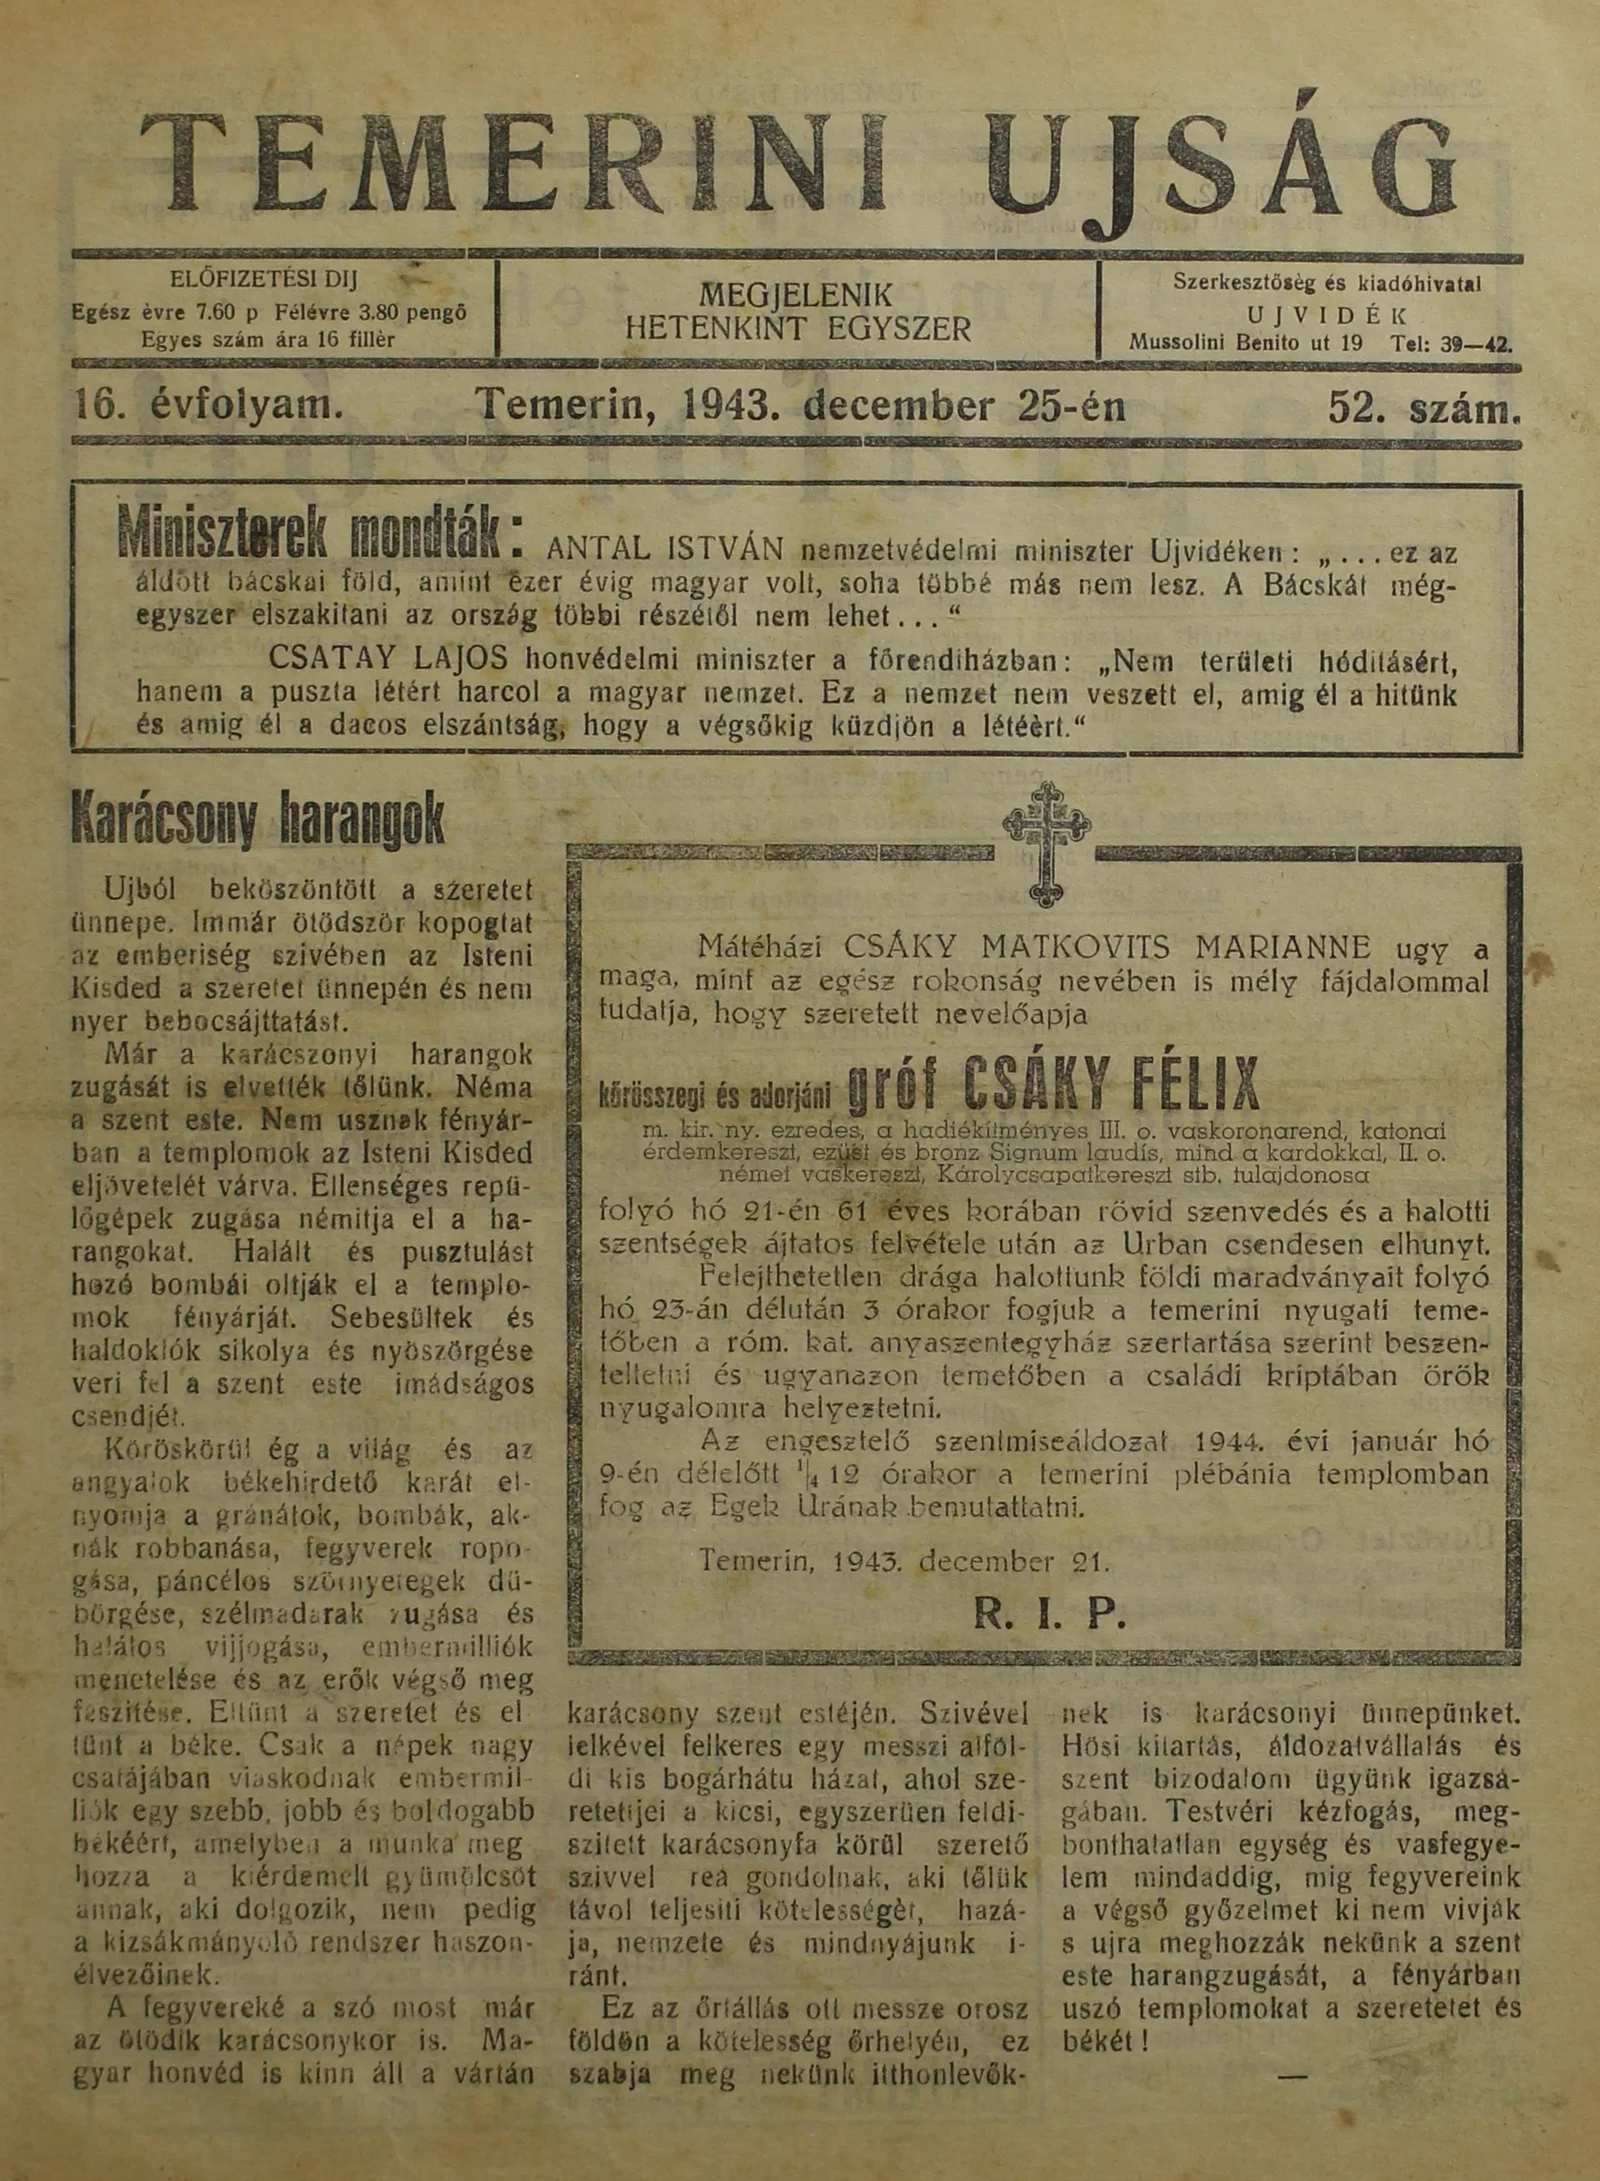 TEMERINI UJSÁG
ELŐFIZETÉSI DIJ
Egész èvre 7.60 p Félévre 3.80 pengő
Egyes szám ára 16 fillèr
MEGJELENIK
HETENKINT EGYSZER
Szerkesztősèg és kiadóhivatal
UJVIDÉK
Mussolini Benito ut 19 Tel: 39—42.
16. évfolyam. Temerin, 1943. december 25-én 52. szám.
Miniszterek mondták: ANTAL ISTVÁN nemzetvédelmi miniszter Ujvidéken: „...ez az
áldott bácskai föld, amint ezer évig magyar volt, soha többé más nem lesz. A Bácskát még-
egyszer elszakitani az ország többi részétől nem lehet..."
CSATAY LAJOS honvédelmi miniszter a főrendiházban: „Nem területi hóditásért,
hanem a puszta létért harcol a magyar nemzet. Ez a nemzet nem veszett el, amig él a hitünk
és amig él a dacos elszántság, hogy a végsőkig küzdjön a létéèrt."
Karácsony harangok
Ujból beköszöntött a szeretet
ünnepe. Immár ötödször kopogtat
az emberiség szivében az Isteni
Kisded a szeretet ünnepén és nem
nyer bebocsájttatást.
Már a karácszonyi harangok
zugását is elvették tőlünk. Néma
a szent este. Nem usznak fényár-
ban a templomok az Isteni Kisded
eljövetelét várva. Ellenséges repü-
lőgépek zugása némitja el a ha-
rangokat. Halált és pusztulást
hozó bombái oltják el a templo-
mok fényárját. Sebesültek és
haldoklók sikolya és nyöszörgése
veri fel a szent este imádságos
csendjét.
Köröskörül ég a világ és az
angyalok békehirdető karát el-
nyomja a gránátok, bombák, ak-
nák robbanása, fegyverek ropo-
gása, páncélos szörnyetegek dü-
börgése, szélmadarak zugása és
halálos vijjogása, embermilliók
menetelése és az erők végső meg
feszitése. Eltünt a szeretet és el
tünt a béke. Csak a népek nagy
csatájában viaskodnak embermil-
liók egy szebb, jobb és boldogabb
békéért, amelyben a munka meg
hozza a kiérdemelt gyümölcsöt
annak, aki dolgozik, nem pedig
a kizsákmányoló rendszer haszon-
élvezőinek.
A fegyvereké a szó most már
az ötödik karácsonykor is. Ma-
gyar honvéd is kinn áll a vártán
Mátéházi CSÁKY MATKOVITS MARIANNE ugy a
maga, mint az egész rokonság nevében is mély fájdalommal
tudatja, hogy szeretett nevelőapja
körösszegi és adorjáni gróf CSÁKY FÉLIX
m. kir. ny. ezredes, a hadiékitményes III. o. vaskoronarend, katonai
érdemkereszt, ezüst és bronz Signum laudis, mind a kardokkal, II. o.
német vaskereszt, Károlycsapatkereszt stb. tulajdonosa
folyó hó 21-én 61 éves korában rövid szenvedés és a halotti
szentségek ájtatos felvétele után az Urban csendesen elhunyt.
Felejthetetlen drága halottunk földi maradványait folyó
hó 23-án délután 3 órakor fogjuk a temerini nyugati teme-
tőben a róm. kat. anyaszentegyház szertartása szerint beszen-
teltetni és ugyanazon temetőben a családi kriptában örök
nyugalomra helyeztetni.
Az engesztelő szentmiseáldozat 1944. évi január hó
9-én délelőtt 1/4 12 órakor a temerini plébánia templomban
fog az Egek Urának bemutattatni.
Temerin, 1943. december 21.
R. I. P.
karácsony szent estéjén. Szivével
lelkével felkeres egy messzi alföl-
di kis bogárhátu házat, ahol sze-
retetijei a kicsi, egyszerüen feldi-
szitett karácsonyfa körül szerető
szivvel reá gondolnak, aki tőlük
távol teljesiti kötelességèt, hazá-
ja, nemzete és mindnyájunk i-
ránt.
Ez az őrtállás ott messze orosz
földön a kötelesség őrhelyén, ez
szabja meg nekünk itthonlevők-
nek is karácsonyi ünnepünket.
Hősi kitartás, áldozatvállalás és
szent bizodalom ügyünk igazsá-
gában. Testvéri kézfogás, meg-
bonthatatlan egység és vasfegye-
lem mindaddig, mig fegyvereink
a végső győzelmet ki nem vivják
s ujra meghozzák nekünk a szent
este harangzugását, a fényárban
uszó templomokat a szeretetet és
békét!
—